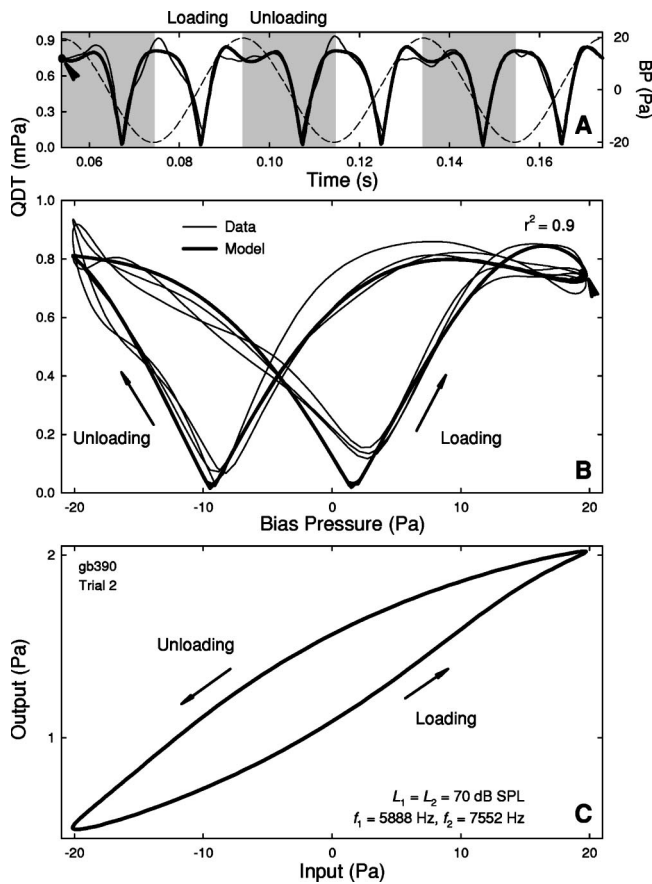 Loading Unloading
0.9
0.6
0.3
0.0
20
0
-20
BP (Pa)
A
0.06 0.08 0.10 0.12 0.14 0.16
Time (s)
QDT (mPa)
1.0
0.8
0.6
0.4
0.2
0.0
Data
Model
r² = 0.9
Unloading
Loading
B
-20 -10 0 10 20
Bias Pressure (Pa)
gb390
Trial 2
2
1
Output (Pa)
Unloading
Loading
L₁ = L₂ = 70 dB SPL
f₁ = 5888 Hz, f₂ = 7552 Hz
C
-20 -10 0 10 20
Input (Pa)